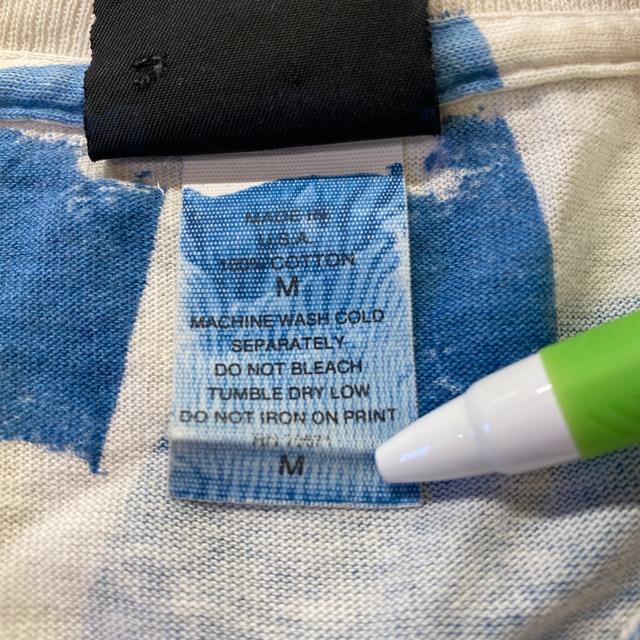 MADE IN
U.S.A.
100% COTTON
M
MACHINE WASH COLD
SEPARATELY
DO NOT BLEACH
TUMBLE DRY LOW
DO NOT IRON ON PRINT
M